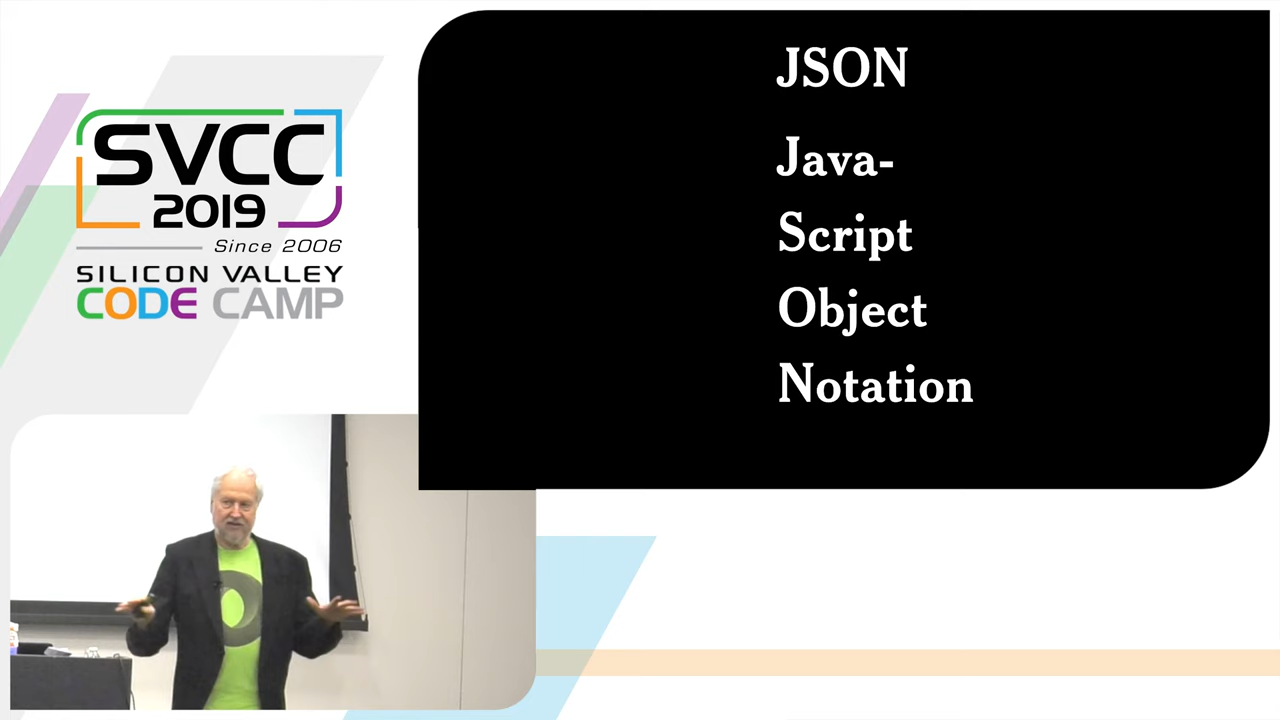 SVCC
2019
Since 2006
SILICON VALLEY
CODE CAMP
JSON
Java-
Script
Object
Notation